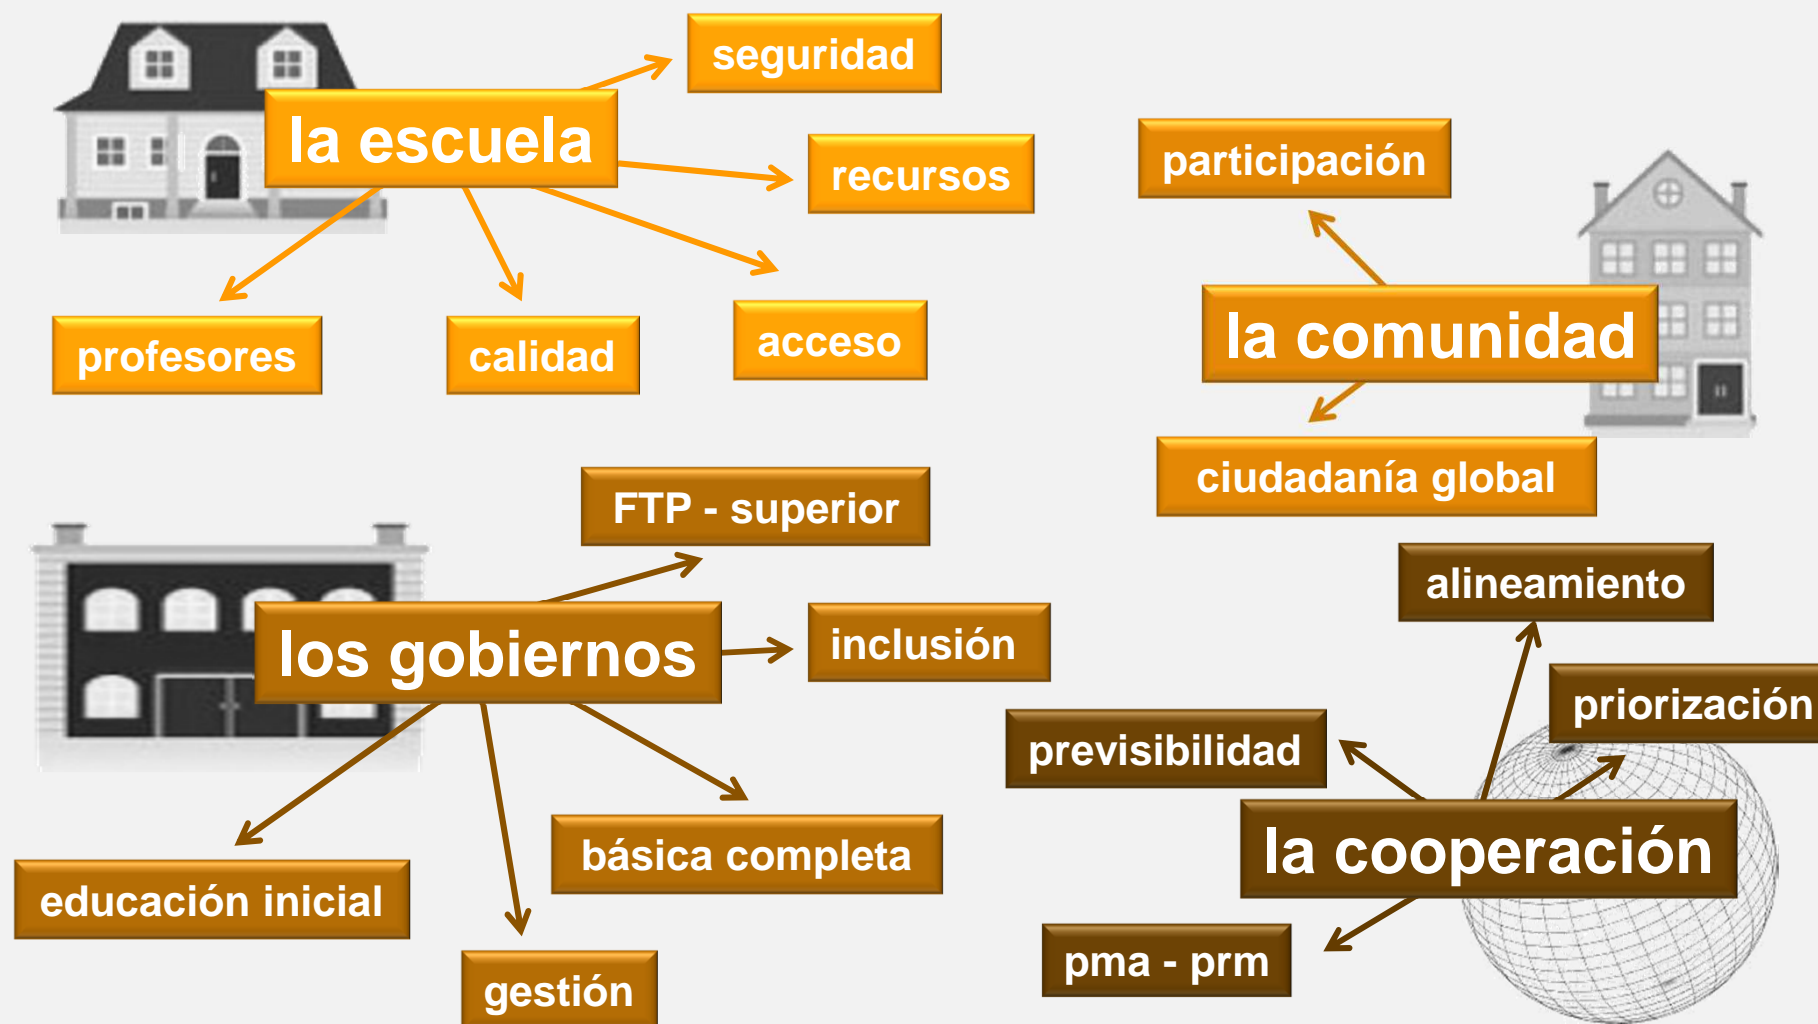 seguridad
la escuela
recursos
profesores
calidad
acceso
participación
la comunidad
ciudadanía global
FTP - superior
los gobiernos
inclusión
básica completa
educación inicial
gestión
alineamiento
priorización
previsibilidad
la cooperación
pma - prm